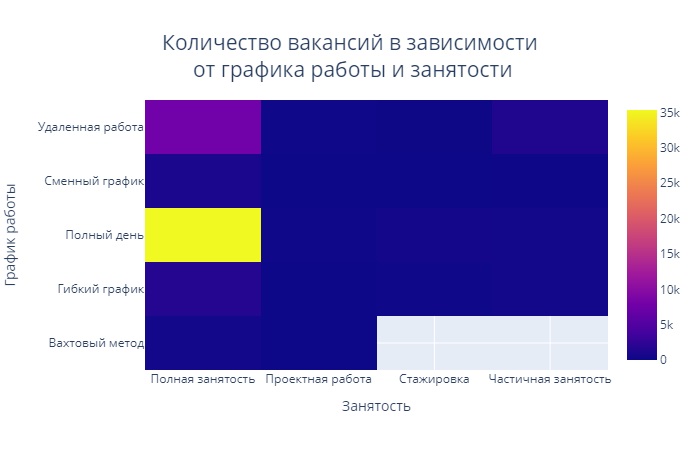 Количество вакансий в зависимости
от графика работы и занятости
График работы
Удаленная работа
Сменный график
Полный день
Гибкий график
Вахтовый метод
Полная занятость
Проектная работа
Стажировка
Частичная занятость
Занятость
35k
30k
25k
20k
15k
10k
5k
0